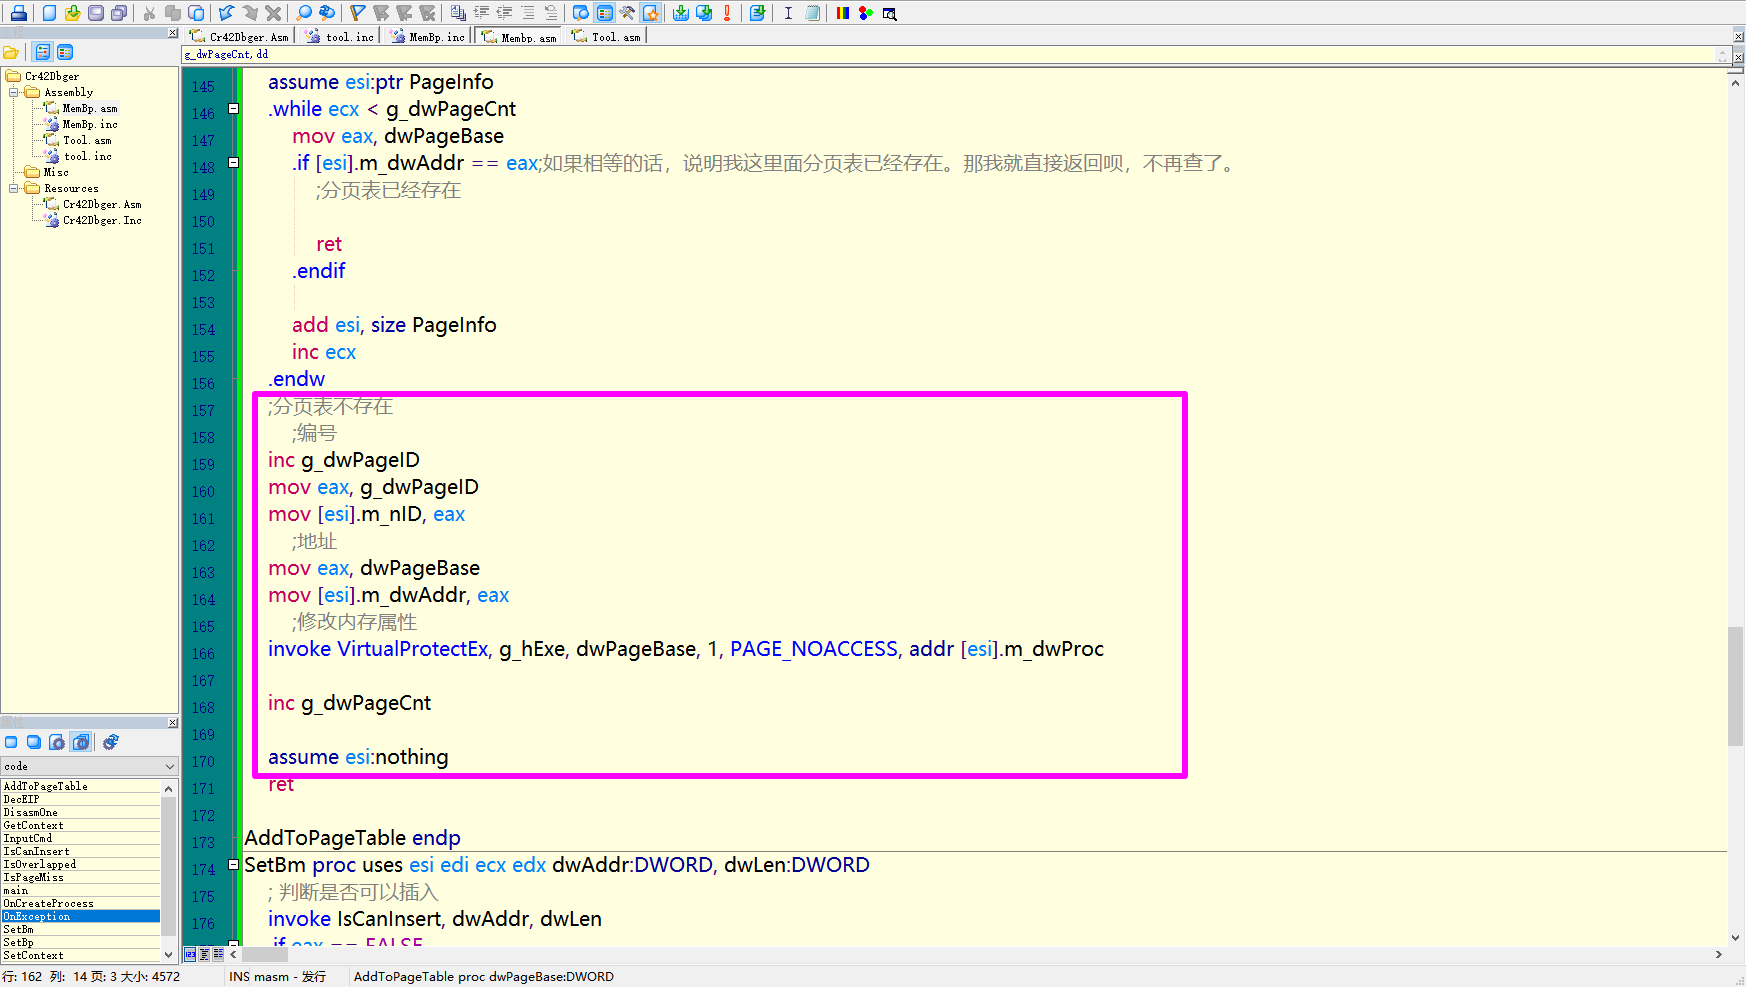 Cr42Dbger.Asm
tool.inc
MemBp.inc
Membp.asm
Tool.asm
g_dwPageCnt, dd
Cr42Dbger
Assembly
MemBp.asm
MemBp.inc
Tool.asm
tool.inc
Misc
Resources
Cr42Dbger.Asm
Cr42Dbger.Inc
145 assume esi:ptr PageInfo
146 .while ecx < g_dwPageCnt
147 mov eax, dwPageBase
148 .if [esi].m_dwAddr == eax;如果相等的话，说明我这里面分页表已经存在。那我就直接返回呗，不再查了。
149 ;分页表已经存在
150
151 ret
152 .endif
153
154 add esi, size PageInfo
155 inc ecx
156 .endw
157 ;分页表不存在
158 ;编号
159 inc g_dwPageID
160 mov eax, g_dwPageID
161 mov [esi].m_nID, eax
162 ;地址
163 mov eax, dwPageBase
164 mov [esi].m_dwAddr, eax
165 ;修改内存属性
166 invoke VirtualProtectEx, g_hExe, dwPageBase, 1, PAGE_NOACCESS, addr [esi].m_dwProc
167
168 inc g_dwPageCnt
169
170 assume esi:nothing
171 ret
172
173 AddToPageTable endp
174 SetBm proc uses esi edi ecx edx dwAddr:DWORD, dwLen:DWORD
175 ; 判断是否可以插入
176 invoke IsCanInsert, dwAddr, dwLen
.if eax == FALSE
code
AddToPageTable
DecEIP
DisasmOne
GetContext
InputCmd
IsCanInsert
IsOverlapped
IsPageMiss
main
OnCreateProcess
OnException
SetBm
SetBp
SetContext
行: 162 列: 14 页: 3 大小: 4572
INS masm - 发行
AddToPageTable proc dwPageBase:DWORD